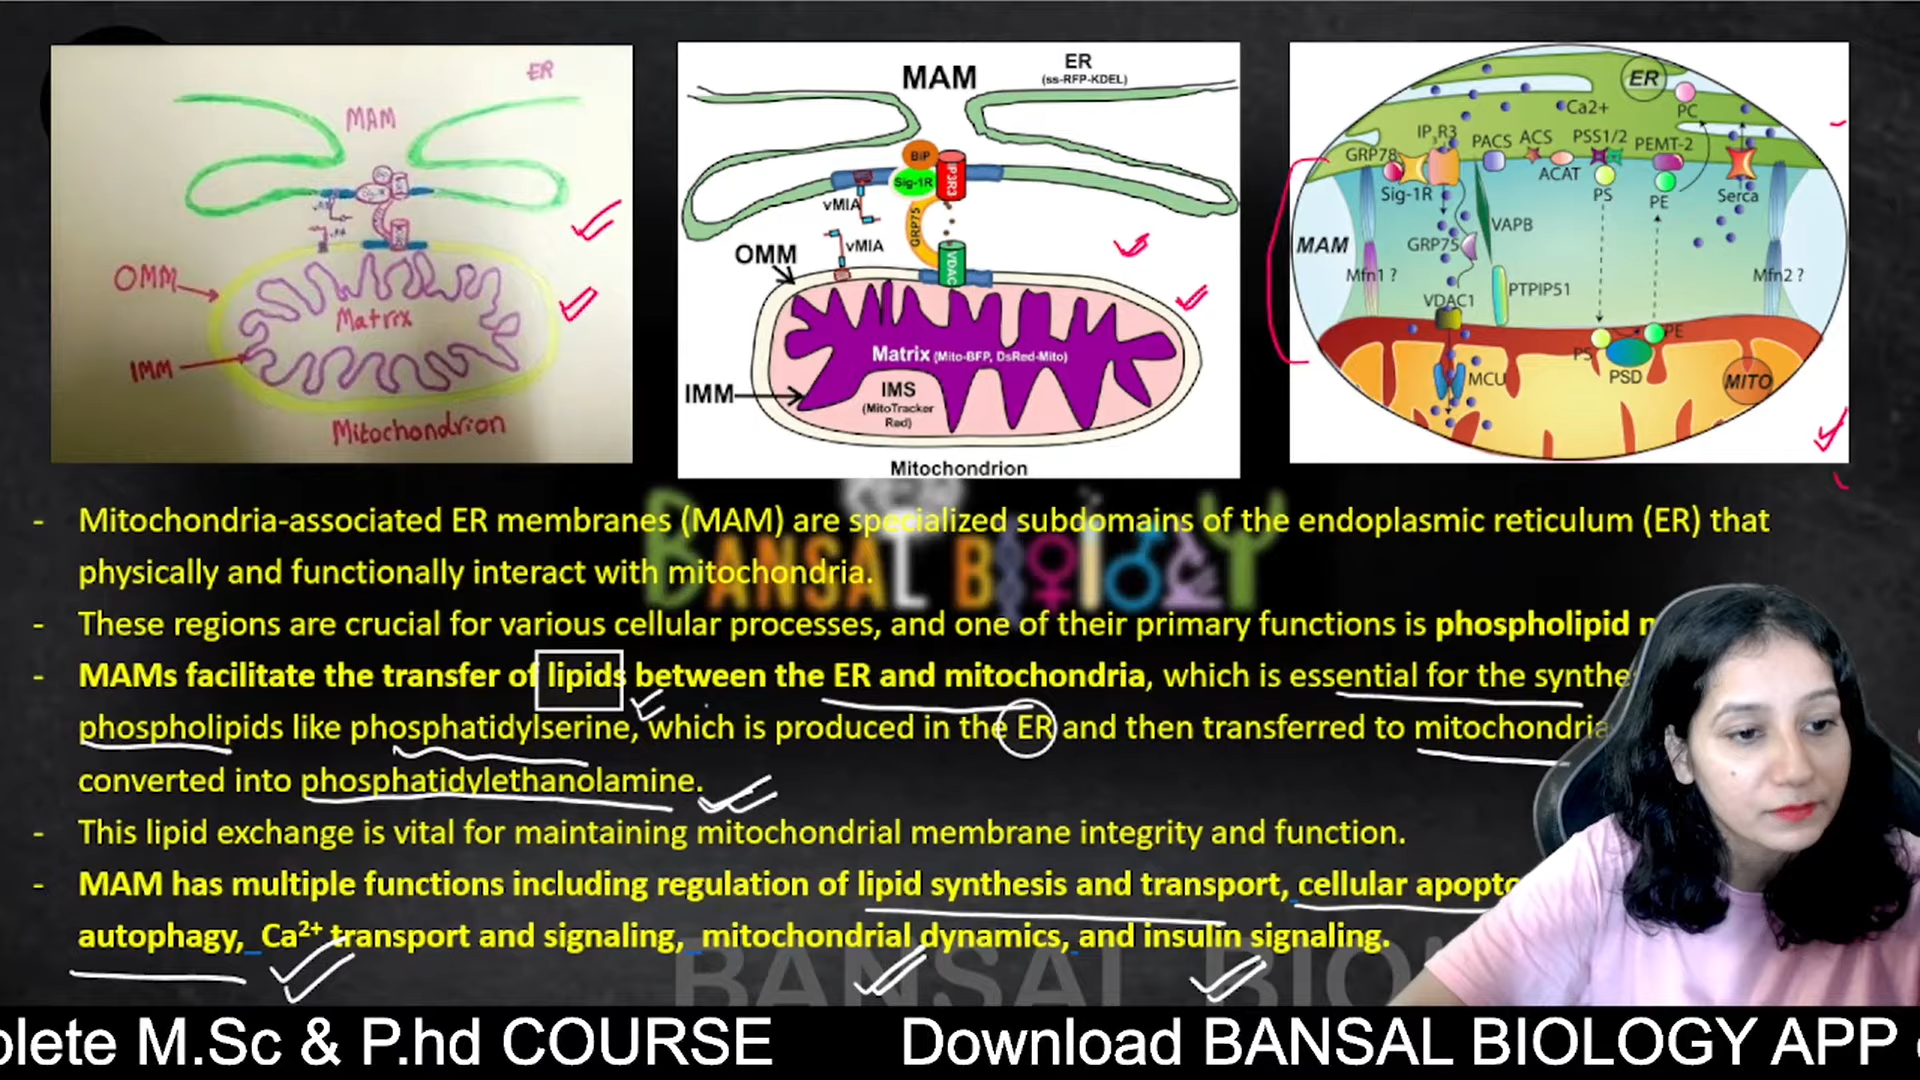 ER
MAM
OMM
Matrix
IMM
Mitochondrion
MAM
ER
(ss-RFP-KDEL)
BiP
Sig-1R
IP3R3
vMIA
GRP75
vMIA
OMM
VDAC
Matrix (Mito-BFP, DsRed-Mito)
IMM
IMS
(MitoTracker
Red)
Mitochondrion
ER
Ca2+
PC
IP3R3
PACS
ACS
PSS1/2
PEMT-2
GRP78
Sig-1R
ACAT
PS
PE
Serca
VAPB
MAM
GRP75
Mfn1 ?
Mfn2 ?
VDAC1
PTPIP51
PS
PE
MCU
PSD
MITO
- Mitochondria-associated ER membranes (MAM) are specialized subdomains of the endoplasmic reticulum (ER) that
physically and functionally interact with mitochondria.
- These regions are crucial for various cellular processes, and one of their primary functions is phospholipid
- MAMs facilitate the transfer of lipids between the ER and mitochondria, which is essential for the synthe
phospholipids like phosphatidylserine, which is produced in the ER and then transferred to mitochondria
converted into phosphatidylethanolamine.
- This lipid exchange is vital for maintaining mitochondrial membrane integrity and function.
- MAM has multiple functions including regulation of lipid synthesis and transport, cellular apopto
autophagy, Ca²⁺ transport and signaling, mitochondrial dynamics, and insulin signaling.
BANSAL BIOLOGY
BANSAL BIO
plete M.Sc & P.hd COURSE Download BANSAL BIOLOGY APP